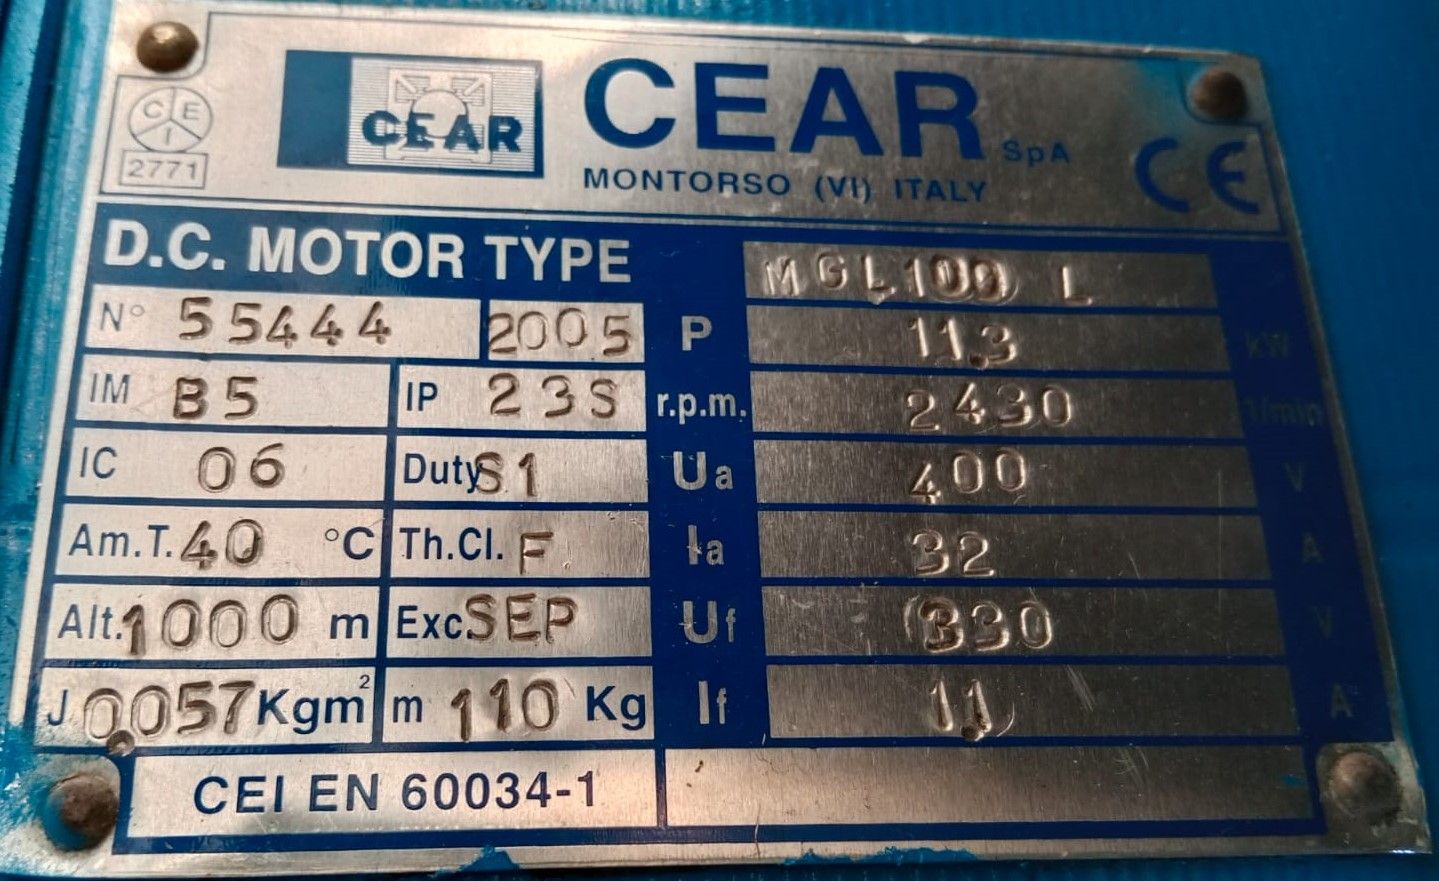 CEI
2771
CEAR
CEAR SpA
MONTORSO (VI) ITALY
CE
D.C. MOTOR TYPE MGL100 L
N° 55444 2005 P 11.3 kW
IM B5 IP 23S r.p.m. 2430 1/min
IC 06 Duty S1 Ua 400 V
Am.T. 40 °C Th.Cl. F Ia 32 A
Alt. 1000 m Exc. SEP Uf 330 V
J 0.057 Kgm² m 110 Kg If 1.1 A
CEI EN 60034-1